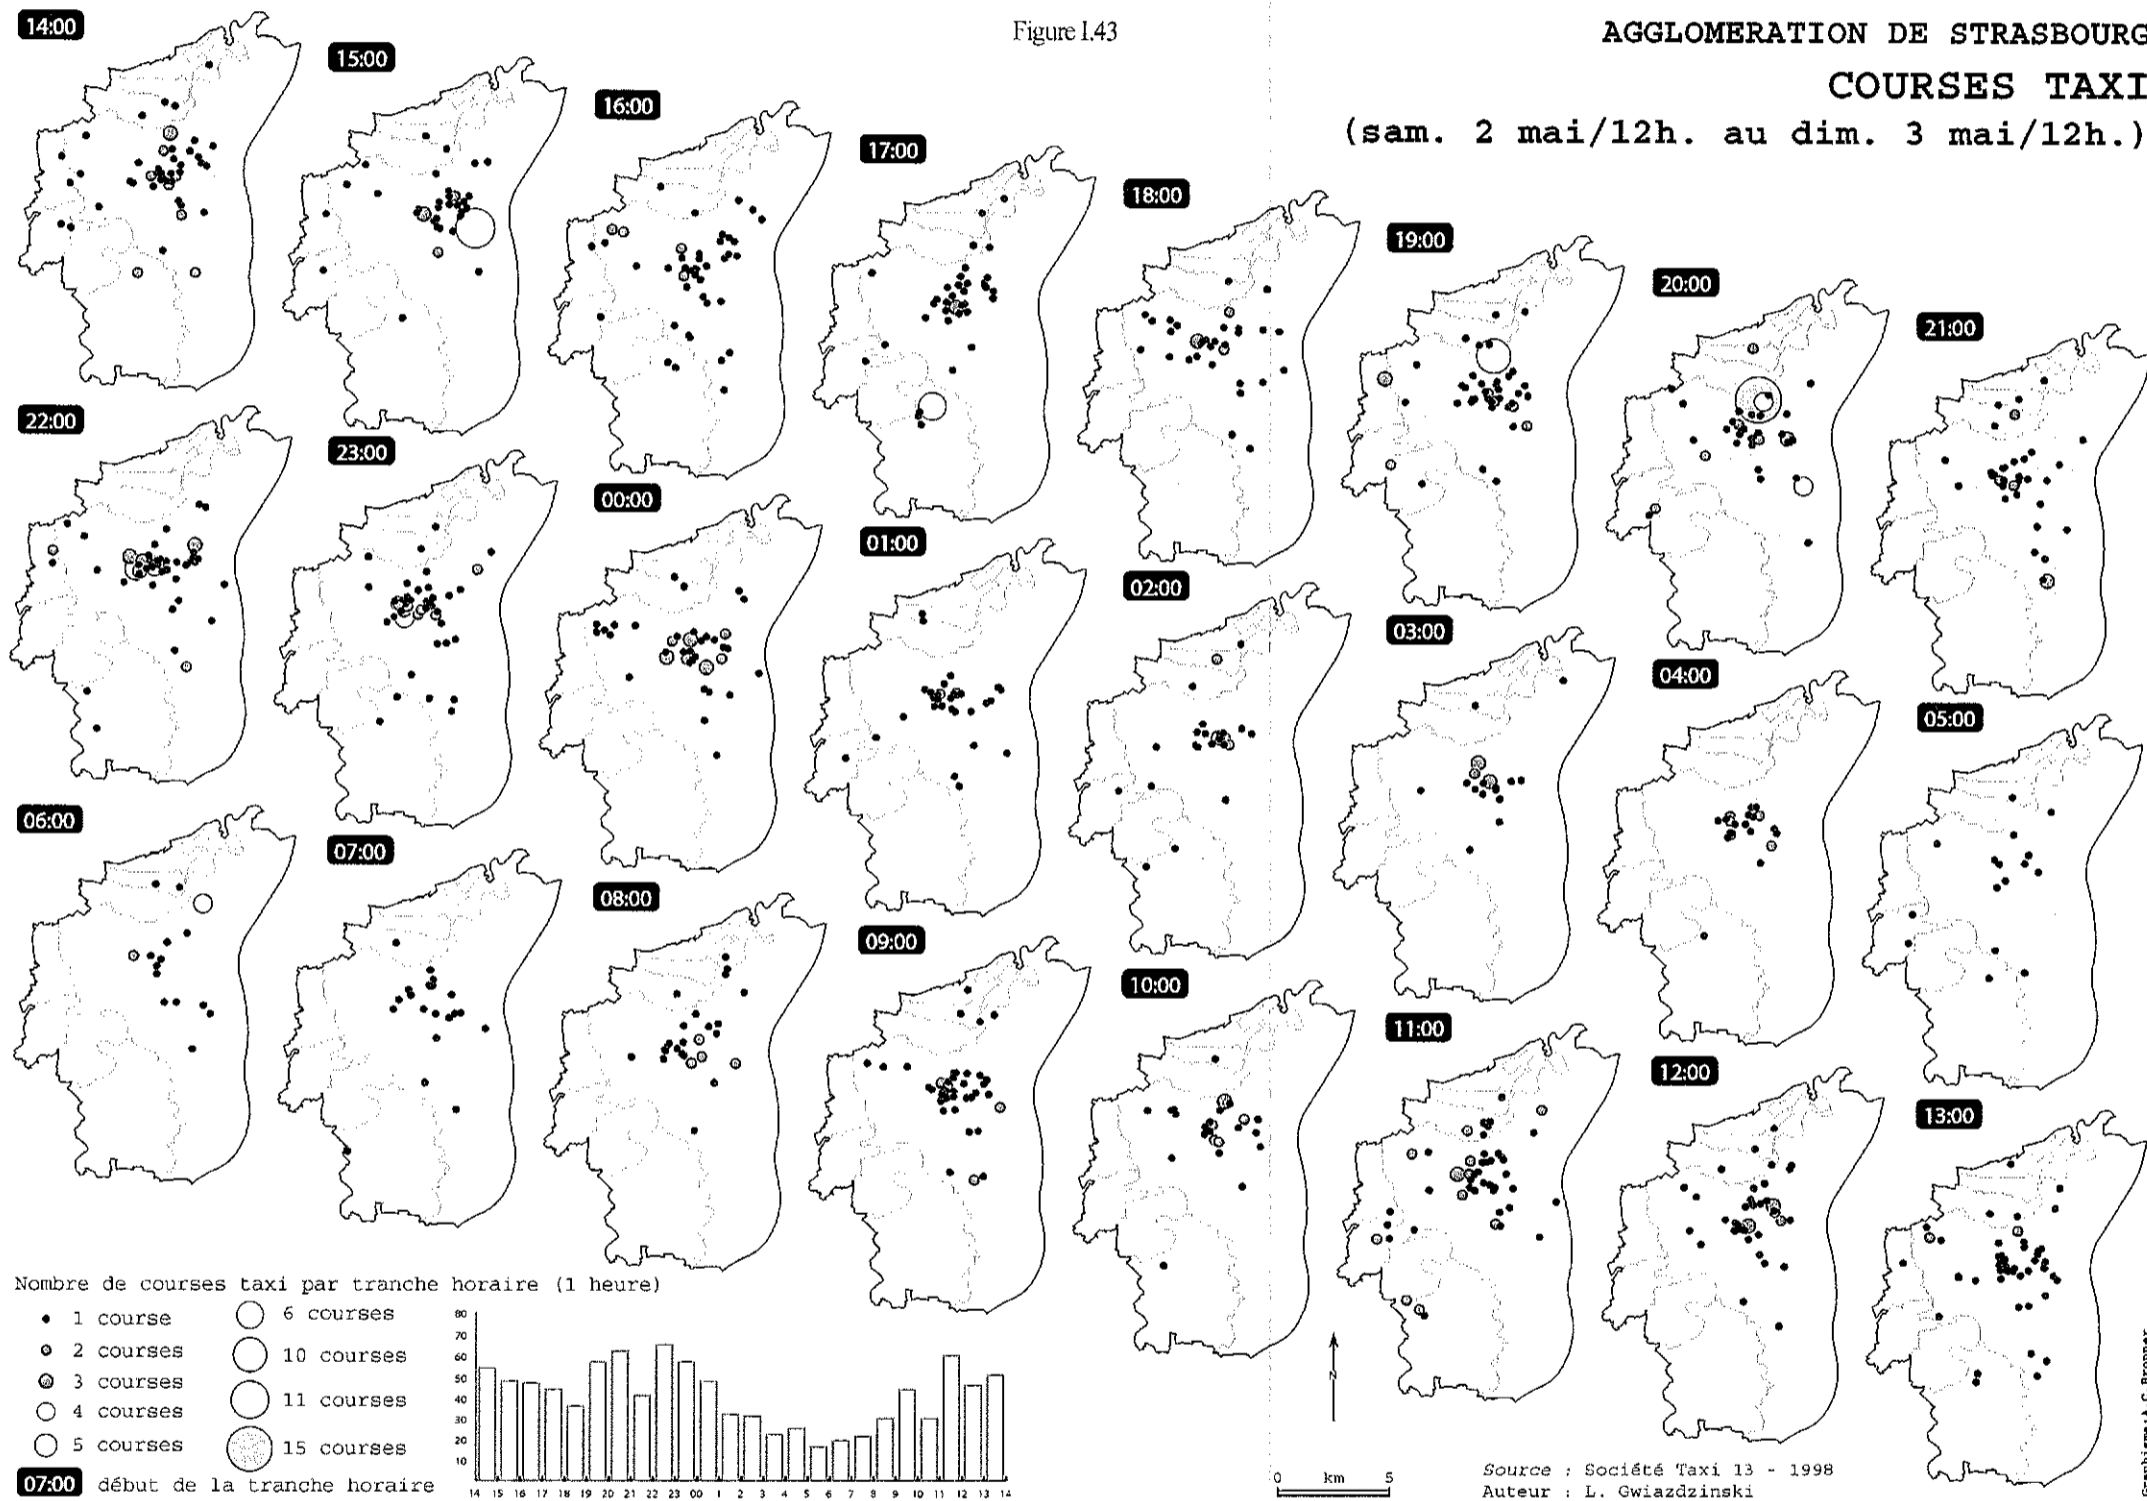 Figure I.43
AGGLOMERATION DE STRASBOURG
COURSES TAXI
(sam. 2 mai/12h. au dim. 3 mai/12h.)
14:00
15:00
16:00
17:00
18:00
19:00
20:00
21:00
22:00
23:00
00:00
01:00
02:00
03:00
04:00
05:00
06:00
07:00
08:00
09:00
10:00
11:00
12:00
13:00
Nombre de courses taxi par tranche horaire (1 heure)
1 course
2 courses
3 courses
4 courses
5 courses
6 courses
10 courses
11 courses
15 courses
07:00 début de la tranche horaire
80
70
60
50
40
30
20
10
14 15 16 17 18 19 20 21 22 23 00 1 2 3 4 5 6 7 8 9 10 11 12 13 14
N
0 km 5
Source : Société Taxi 13 - 1998
Auteur : L. Gwiazdzinski
Graphisme: C. Bronner